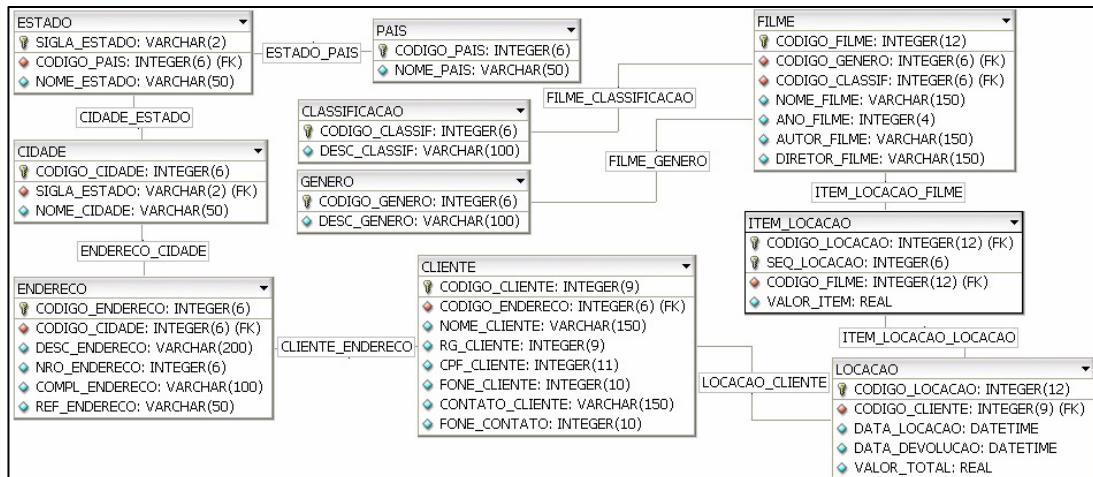 ESTADO
SIGLA_ESTADO: VARCHAR(2)
CODIGO_PAIS: INTEGER(6) (FK)
NOME_ESTADO: VARCHAR(50)
ESTADO_PAIS
PAIS
CODIGO_PAIS: INTEGER(6)
NOME_PAIS: VARCHAR(50)
FILME
CODIGO_FILME: INTEGER(12)
CODIGO_GENERO: INTEGER(6) (FK)
CODIGO_CLASSIF: INTEGER(6) (FK)
NOME_FILME: VARCHAR(150)
ANO_FILME: INTEGER(4)
AUTOR_FILME: VARCHAR(150)
DIRETOR_FILME: VARCHAR(150)
FILME_CLASSIFICACAO
CIDADE_ESTADO
CLASSIFICACAO
CODIGO_CLASSIF: INTEGER(6)
DESC_CLASSIF: VARCHAR(100)
FILME_GENERO
CIDADE
CODIGO_CIDADE: INTEGER(6)
SIGLA_ESTADO: VARCHAR(2) (FK)
NOME_CIDADE: VARCHAR(50)
GENERO
CODIGO_GENERO: INTEGER(6)
DESC_GENERO: VARCHAR(100)
ITEM_LOCACAO_FILME
ITEM_LOCACAO
CODIGO_LOCACAO: INTEGER(12) (FK)
SEQ_LOCACAO: INTEGER(6)
CODIGO_FILME: INTEGER(12) (FK)
VALOR_ITEM: REAL
ENDERECO_CIDADE
ENDERECO
CODIGO_ENDERECO: INTEGER(6)
CODIGO_CIDADE: INTEGER(6) (FK)
DESC_ENDERECO: VARCHAR(200)
NRO_ENDERECO: INTEGER(6)
COMPL_ENDERECO: VARCHAR(100)
REF_ENDERECO: VARCHAR(50)
CLIENTE_ENDERECO
CLIENTE
CODIGO_CLIENTE: INTEGER(9)
CODIGO_ENDERECO: INTEGER(6) (FK)
NOME_CLIENTE: VARCHAR(150)
RG_CLIENTE: INTEGER(9)
CPF_CLIENTE: INTEGER(11)
FONE_CLIENTE: INTEGER(10)
CONTATO_CLIENTE: VARCHAR(150)
FONE_CONTATO: INTEGER(10)
LOCACAO_CLIENTE
ITEM_LOCACAO_LOCACAO
LOCACAO
CODIGO_LOCACAO: INTEGER(12)
CODIGO_CLIENTE: INTEGER(9) (FK)
DATA_LOCACAO: DATETIME
DATA_DEVOLUCAO: DATETIME
VALOR_TOTAL: REAL